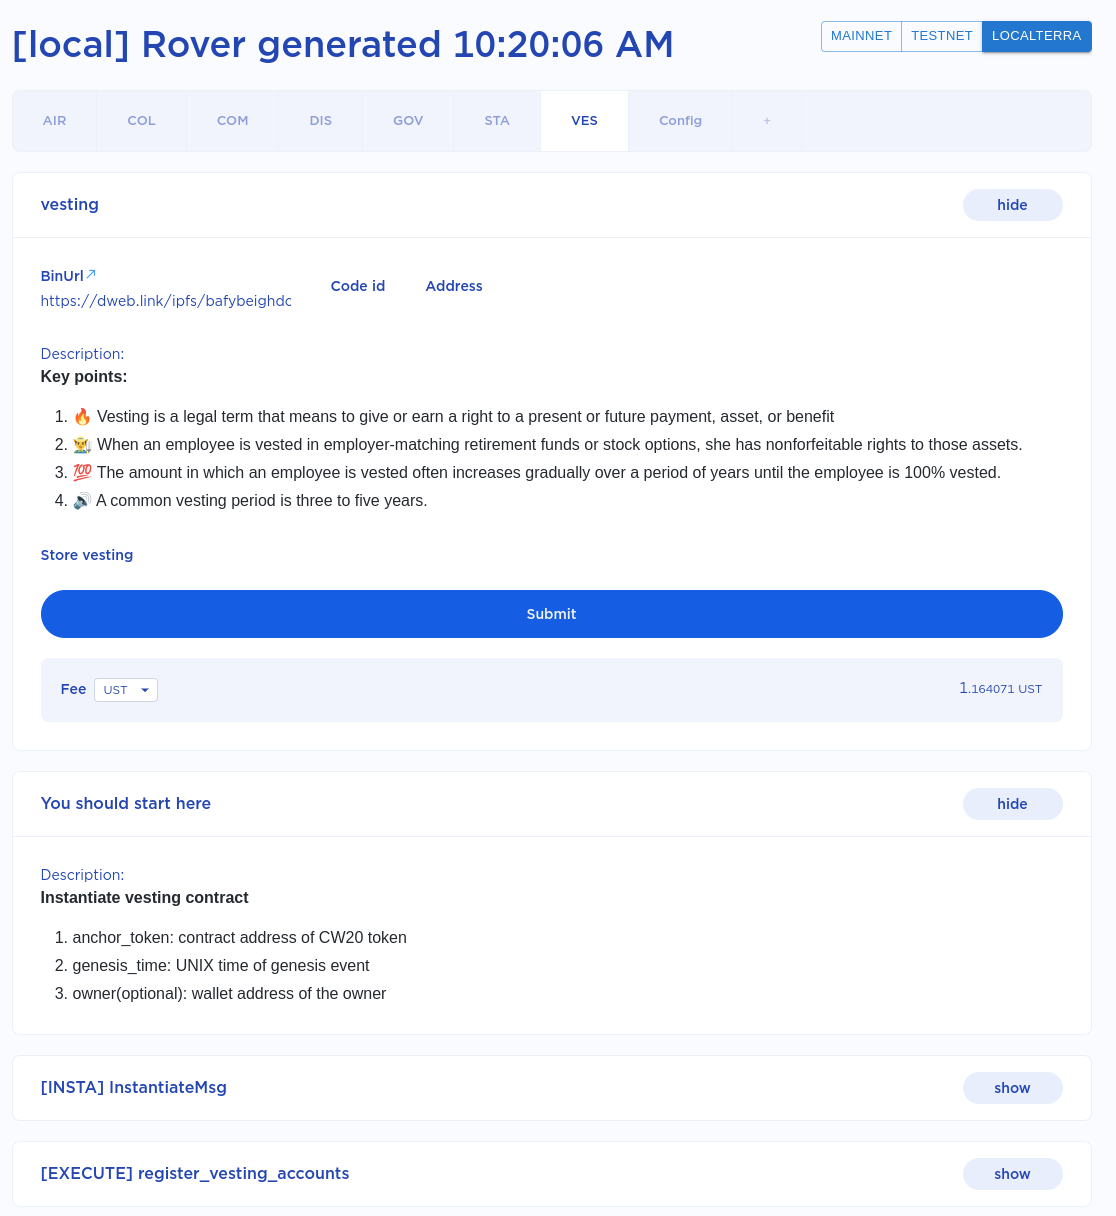 [local] Rover generated 10:20:06 AM
MAINNET TESTNET LOCALTERRA
AIR COL COM DIS GOV STA VES Config +
vesting hide
BinUrl
Code id Address
https://dweb.link/ipfs/bafybeighdc
Description:
Key points:
1. 🔥 Vesting is a legal term that means to give or earn a right to a present or future payment, asset, or benefit
2. 👨‍🌾 When an employee is vested in employer-matching retirement funds or stock options, she has nonforfeitable rights to those assets.
3. 💯 The amount in which an employee is vested often increases gradually over a period of years until the employee is 100% vested.
4. 🔊 A common vesting period is three to five years.
Store vesting
Submit
Fee UST 1.164071 UST
You should start here hide
Description:
Instantiate vesting contract
1. anchor_token: contract address of CW20 token
2. genesis_time: UNIX time of genesis event
3. owner(optional): wallet address of the owner
[INSTA] InstantiateMsg show
[EXECUTE] register_vesting_accounts show